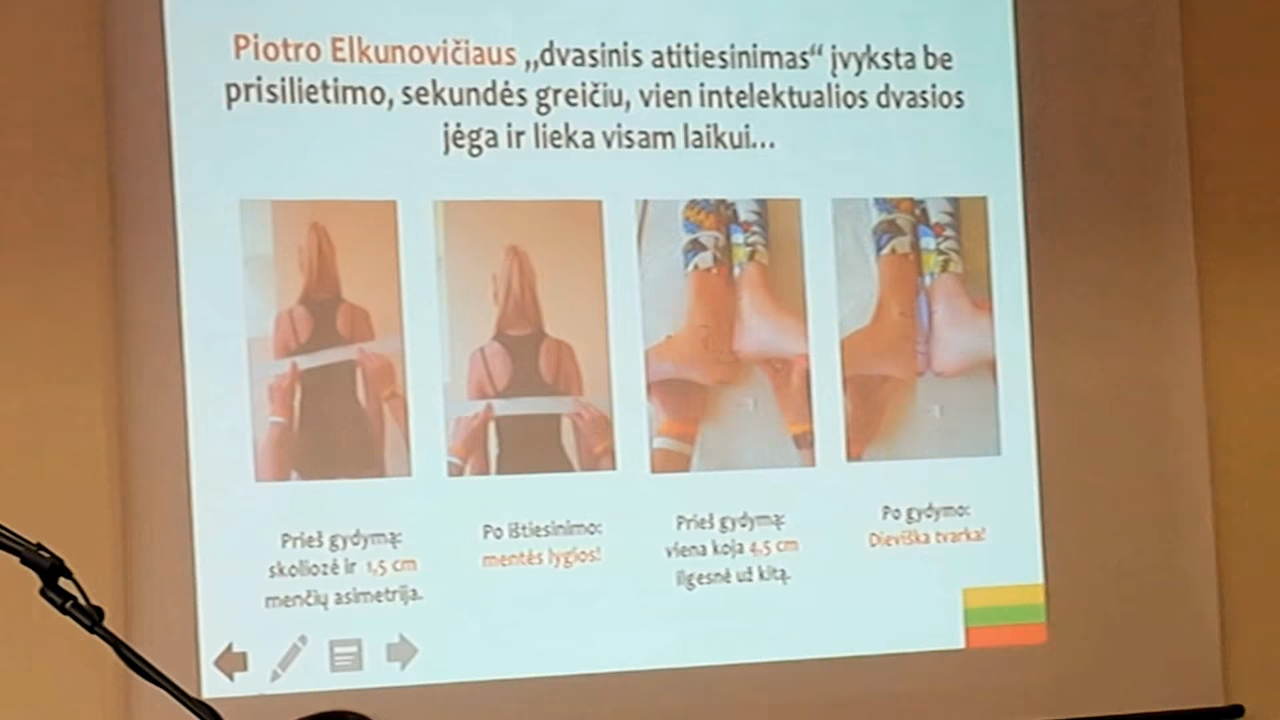 Piotro Elkunovičiaus „dvasinis atitiesinimas“ įvyksta be
prisilietimo, sekundės greičiu, vien intelektualios dvasios
jėga ir lieka visam laikui...
Prieš gydymą:
skoliozė ir 1,5 cm
menčių asimetrija.
Po ištiesinimo:
mentės lygios!
Prieš gydymą:
viena koja 4,5 cm
ilgesnė už kitą.
Po gydymo:
Dieviška tvarka!